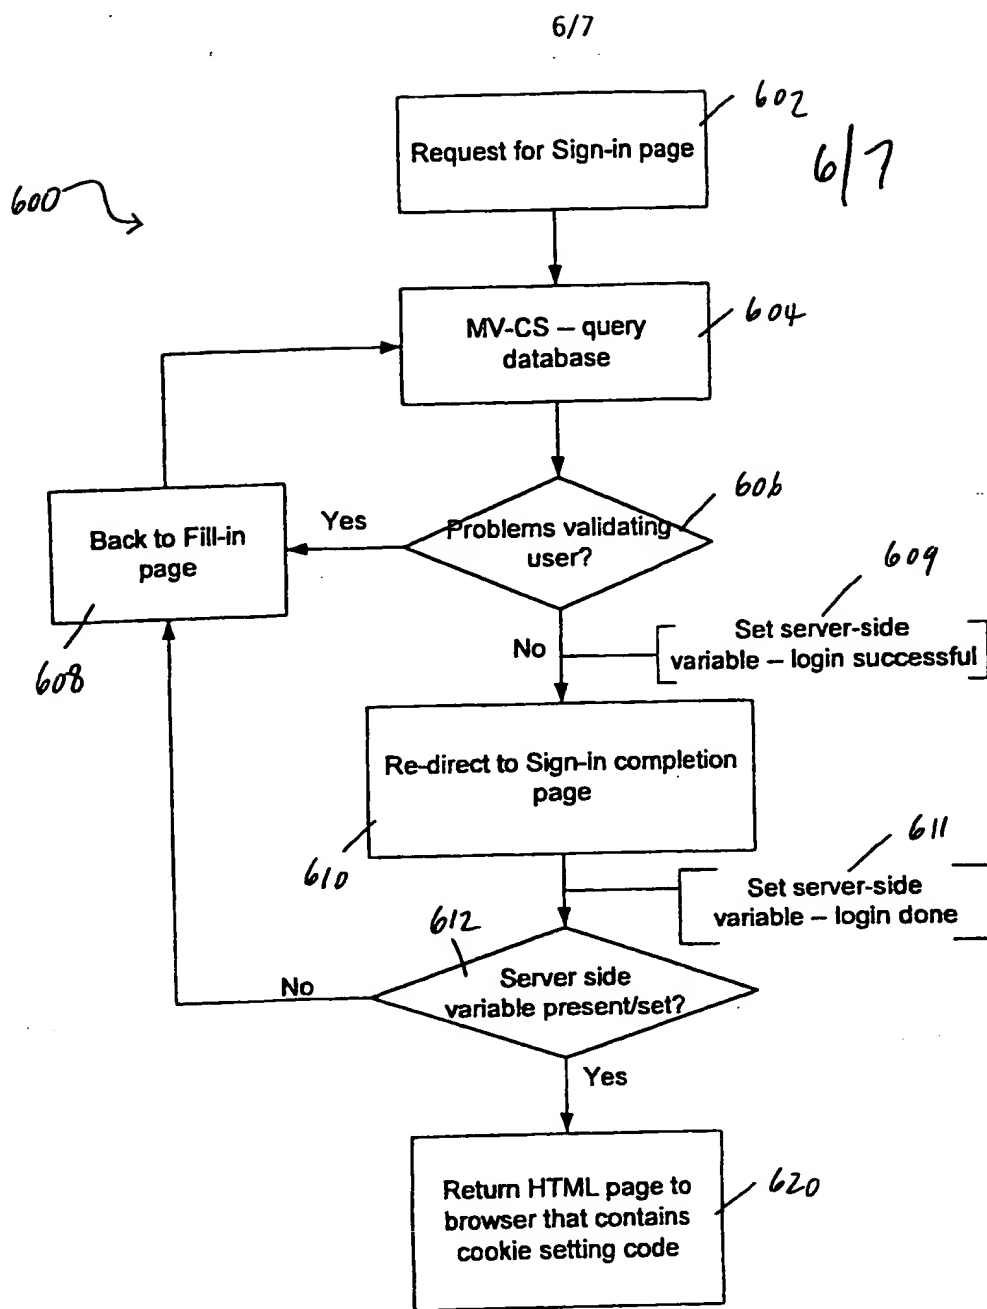 6/7
602
Request for Sign-in page
6/7
600
MV-CS – query
database
604
606
Problems validating
user?
Yes
Back to Fill-in
page
608
No
609
Set server-side
variable – login successful
Re-direct to Sign-in completion
page
610
611
Set server-side
variable – login done
612
Server side
variable present/set?
No
Yes
Return HTML page to
browser that contains
cookie setting code
620